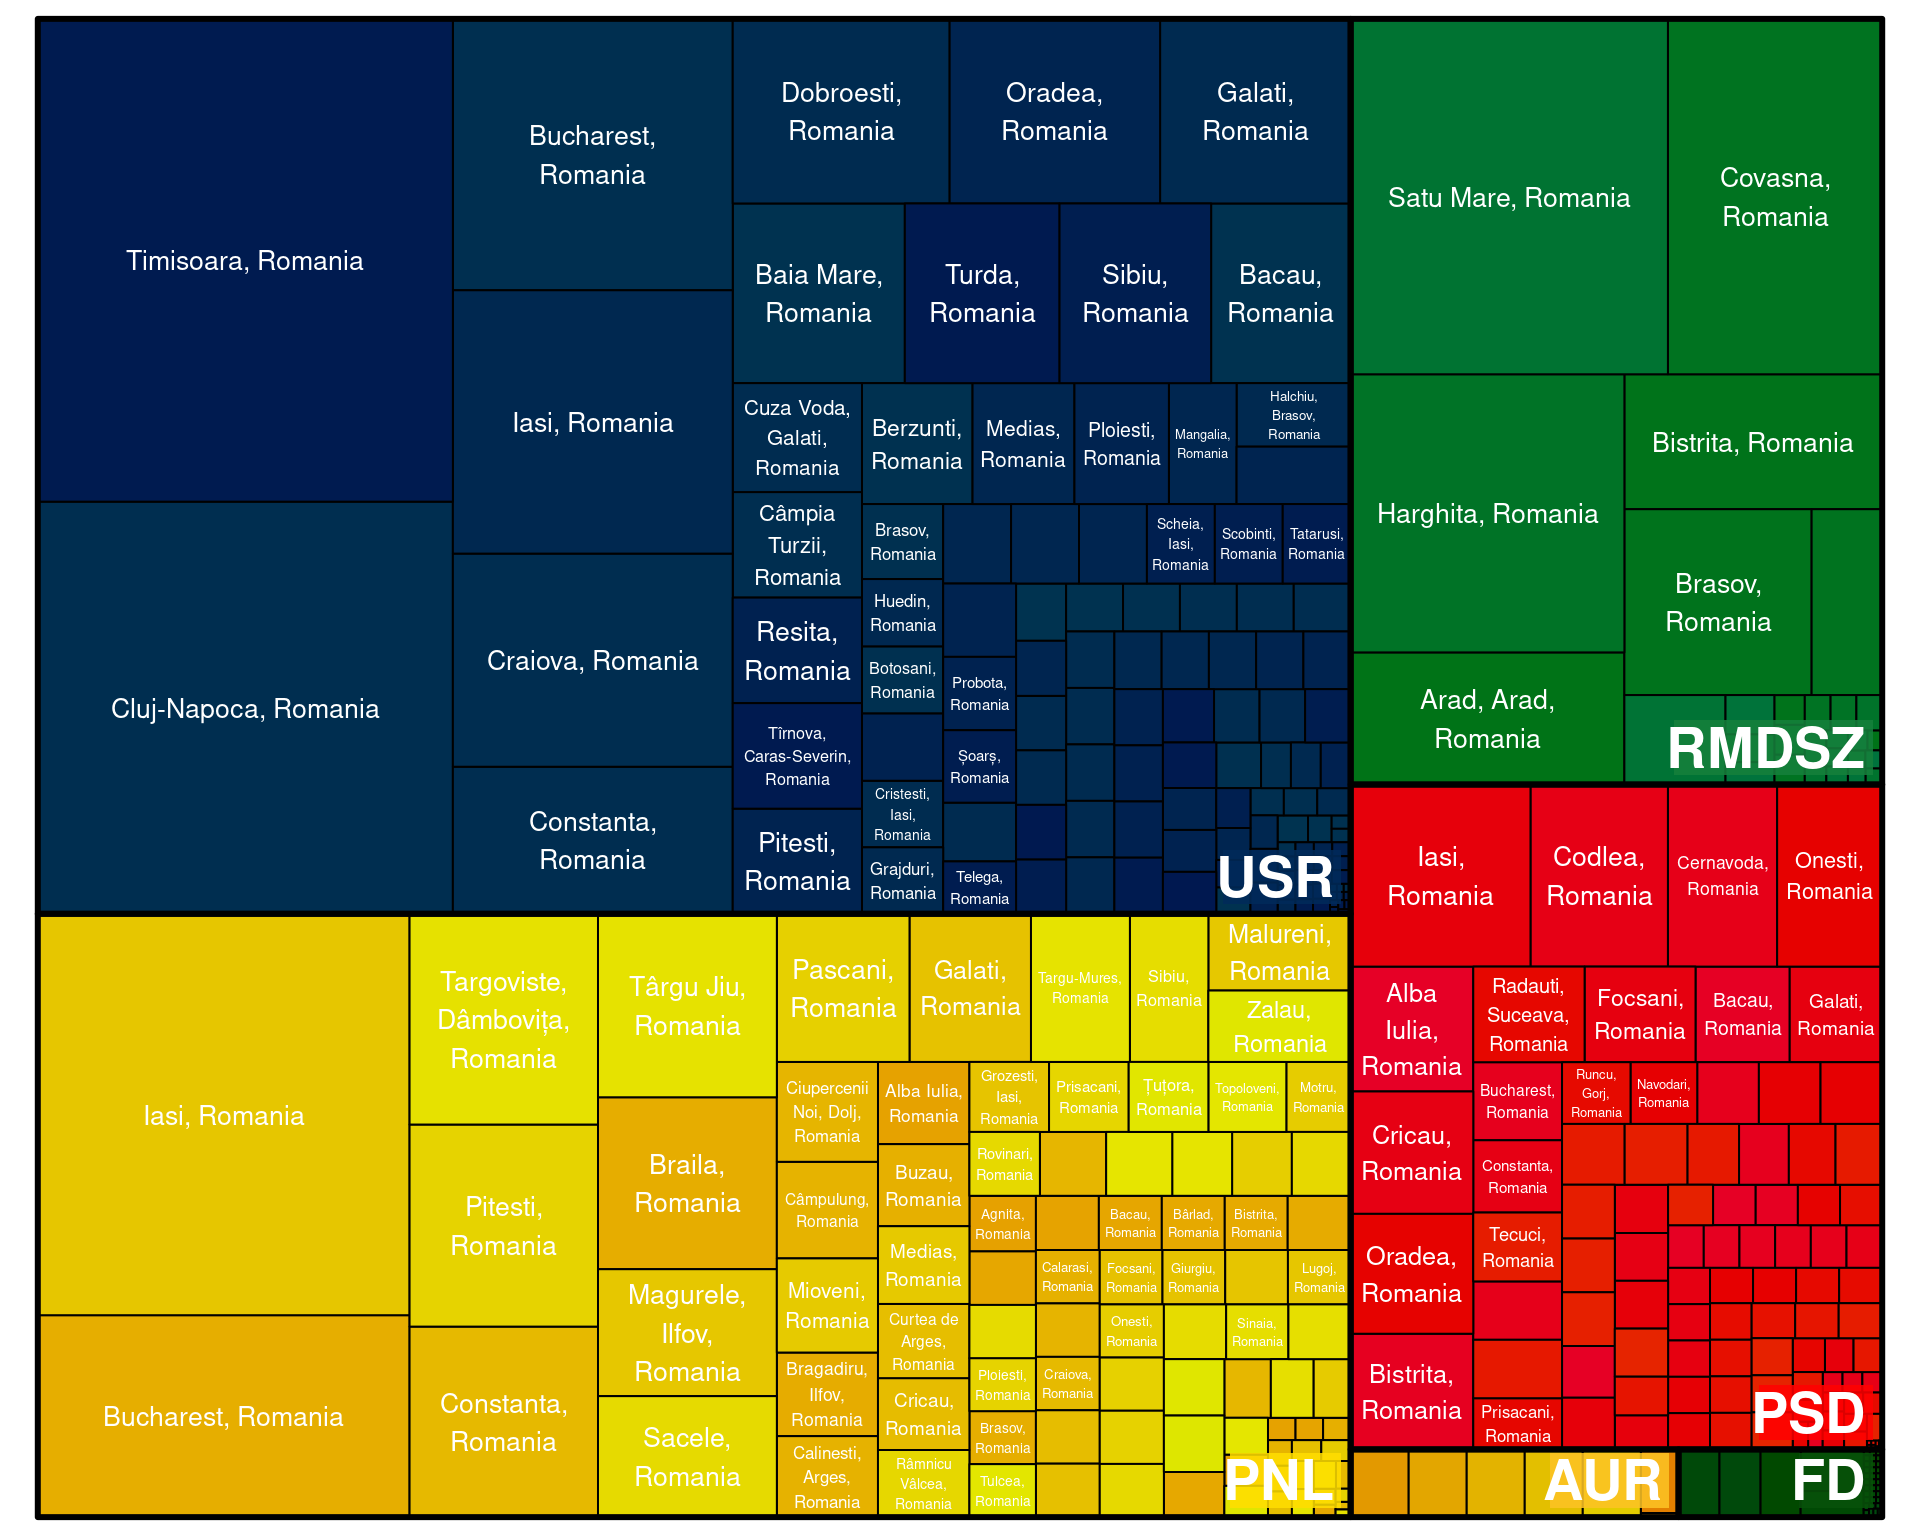 Timisoara, Romania
Cluj-Napoca, Romania
Bucharest,
Romania
Iasi, Romania
Craiova, Romania
Constanta,
Romania
Dobroesti,
Romania
Oradea,
Romania
Galati,
Romania
Baia Mare,
Romania
Turda,
Romania
Sibiu,
Romania
Bacau,
Romania
Cuza Voda,
Galati,
Romania
Câmpia
Turzii,
Romania
Resita,
Romania
Tîrnova,
Caras-Severin,
Romania
Pitesti,
Romania
Berzunti,
Romania
Medias,
Romania
Ploiesti,
Romania
Mangalia,
Romania
Halchiu,
Brasov,
Romania
Brasov,
Romania
Huedin,
Romania
Botosani,
Romania
Cristesti,
Iasi,
Romania
Grajduri,
Romania
Scheia,
Iasi,
Romania
Scobinti,
Romania
Tatarusi,
Romania
Probota,
Romania
Șoarș,
Romania
Telega,
Romania
USR
Satu Mare, Romania
Covasna,
Romania
Harghita, Romania
Arad, Arad,
Romania
Bistrita, Romania
Brasov,
Romania
RMDSZ
Iasi, Romania
Bucharest, Romania
Targoviste,
Dâmbovița,
Romania
Pitesti,
Romania
Constanta,
Romania
Târgu Jiu,
Romania
Braila,
Romania
Magurele,
Ilfov,
Romania
Sacele,
Romania
Pascani,
Romania
Galati,
Romania
Targu-Mures,
Romania
Sibiu,
Romania
Malureni,
Romania
Zalau,
Romania
Ciupercenii
Noi, Dolj,
Romania
Câmpulung,
Romania
Mioveni,
Romania
Bragadiru,
Ilfov,
Romania
Calinesti,
Arges,
Romania
Alba Iulia,
Romania
Buzau,
Romania
Medias,
Romania
Curtea de
Arges,
Romania
Cricau,
Romania
Râmnicu
Vâlcea,
Romania
Grozesti,
Iasi,
Romania
Prisacani,
Romania
Țuțora,
Romania
Topoloveni,
Romania
Motru,
Romania
Rovinari,
Romania
Agnita,
Romania
Bacau,
Romania
Bârlad,
Romania
Bistrita,
Romania
Calarasi,
Romania
Focsani,
Romania
Giurgiu,
Romania
Lugoj,
Romania
Onesti,
Romania
Sinaia,
Romania
Ploiesti,
Romania
Craiova,
Romania
Brasov,
Romania
Tulcea,
Romania
PNL
Iasi,
Romania
Codlea,
Romania
Cernavoda,
Romania
Onesti,
Romania
Alba
Iulia,
Romania
Cricau,
Romania
Oradea,
Romania
Bistrita,
Romania
Radauti,
Suceava,
Romania
Focsani,
Romania
Bacau,
Romania
Galati,
Romania
Bucharest,
Romania
Constanta,
Romania
Tecuci,
Romania
Prisacani,
Romania
Runcu,
Gorj,
Romania
Navodari,
Romania
PSD
AUR
FD